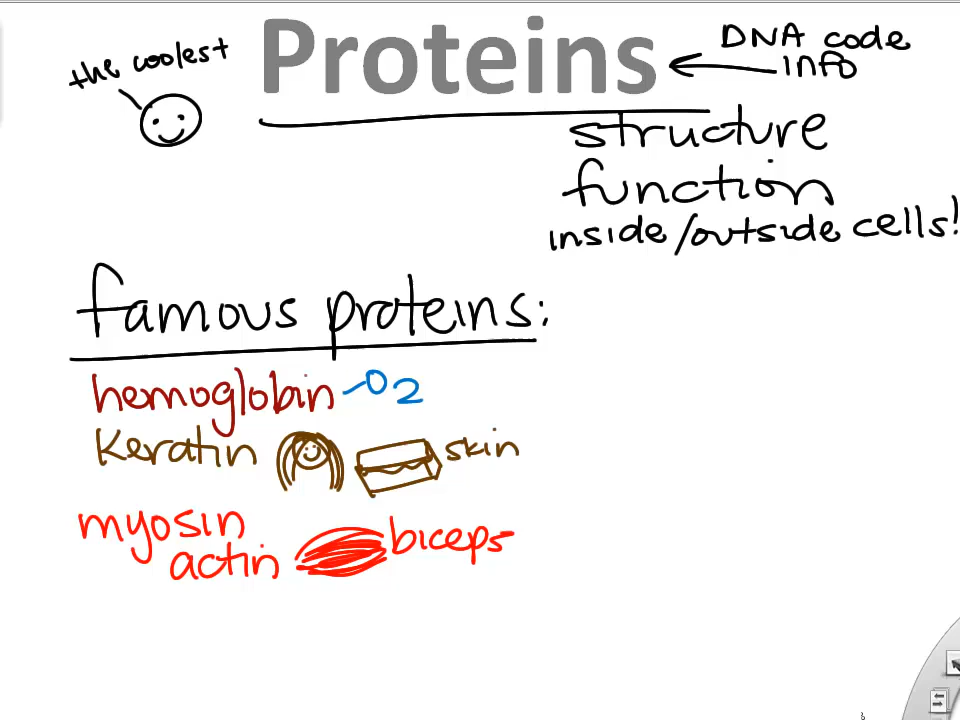 the coolest
Proteins
DNA code
info
structure
function
inside/outside cells!
famous proteins:
hemoglobin - O2
Keratin
skin
myosin
actin
biceps